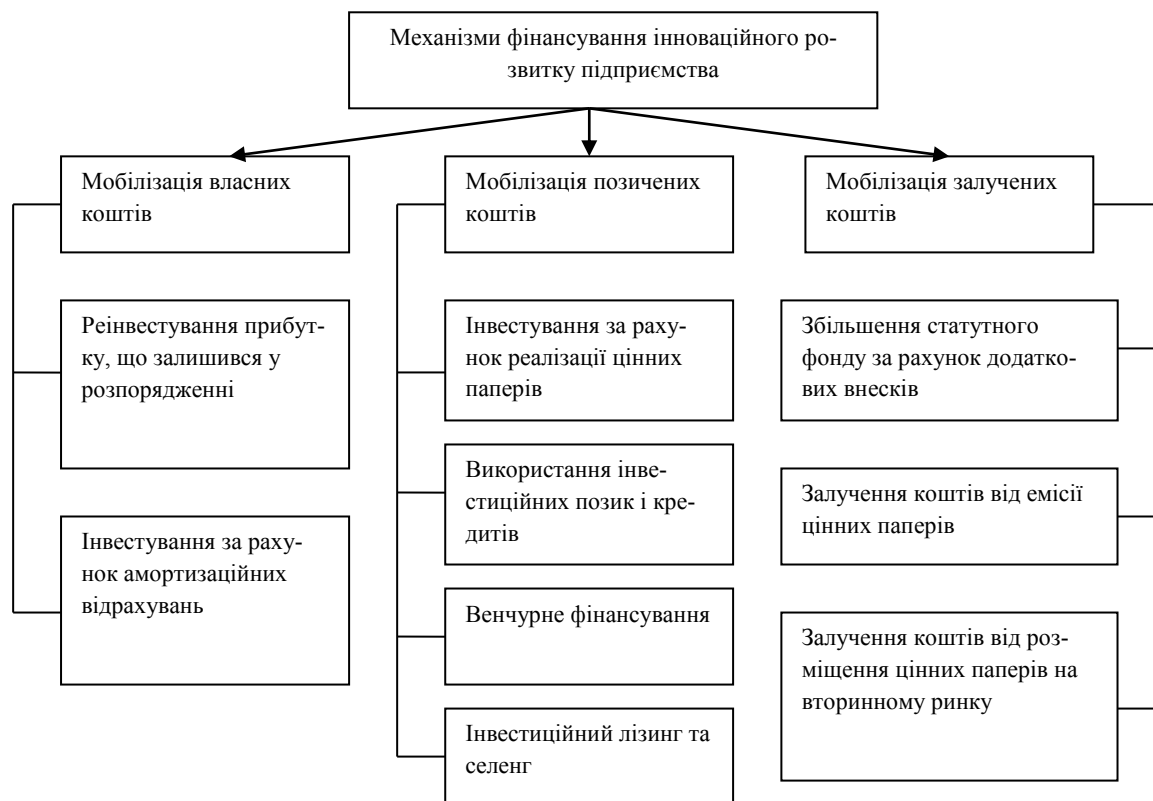 Механізми фінансування інноваційного ро-
звитку підприємства
Мобілізація власних
коштів
Реінвестування прибут-
ку, що залишився у
розпорядженні
Інвестування за раху-
нок амортизаційних
відрахувань
Мобілізація позичених
коштів
Інвестування за раху-
нок реалізації цінних
паперів
Використання інве-
стиційних позик і кре-
дитів
Венчурне фінансування
Інвестиційний лізинг та
селенг
Мобілізація залучених
коштів
Збільшення статутного
фонду за рахунок додатко-
вих внесків
Залучення коштів від емісії
цінних паперів
Залучення коштів від роз-
міщення цінних паперів на
вторинному ринку